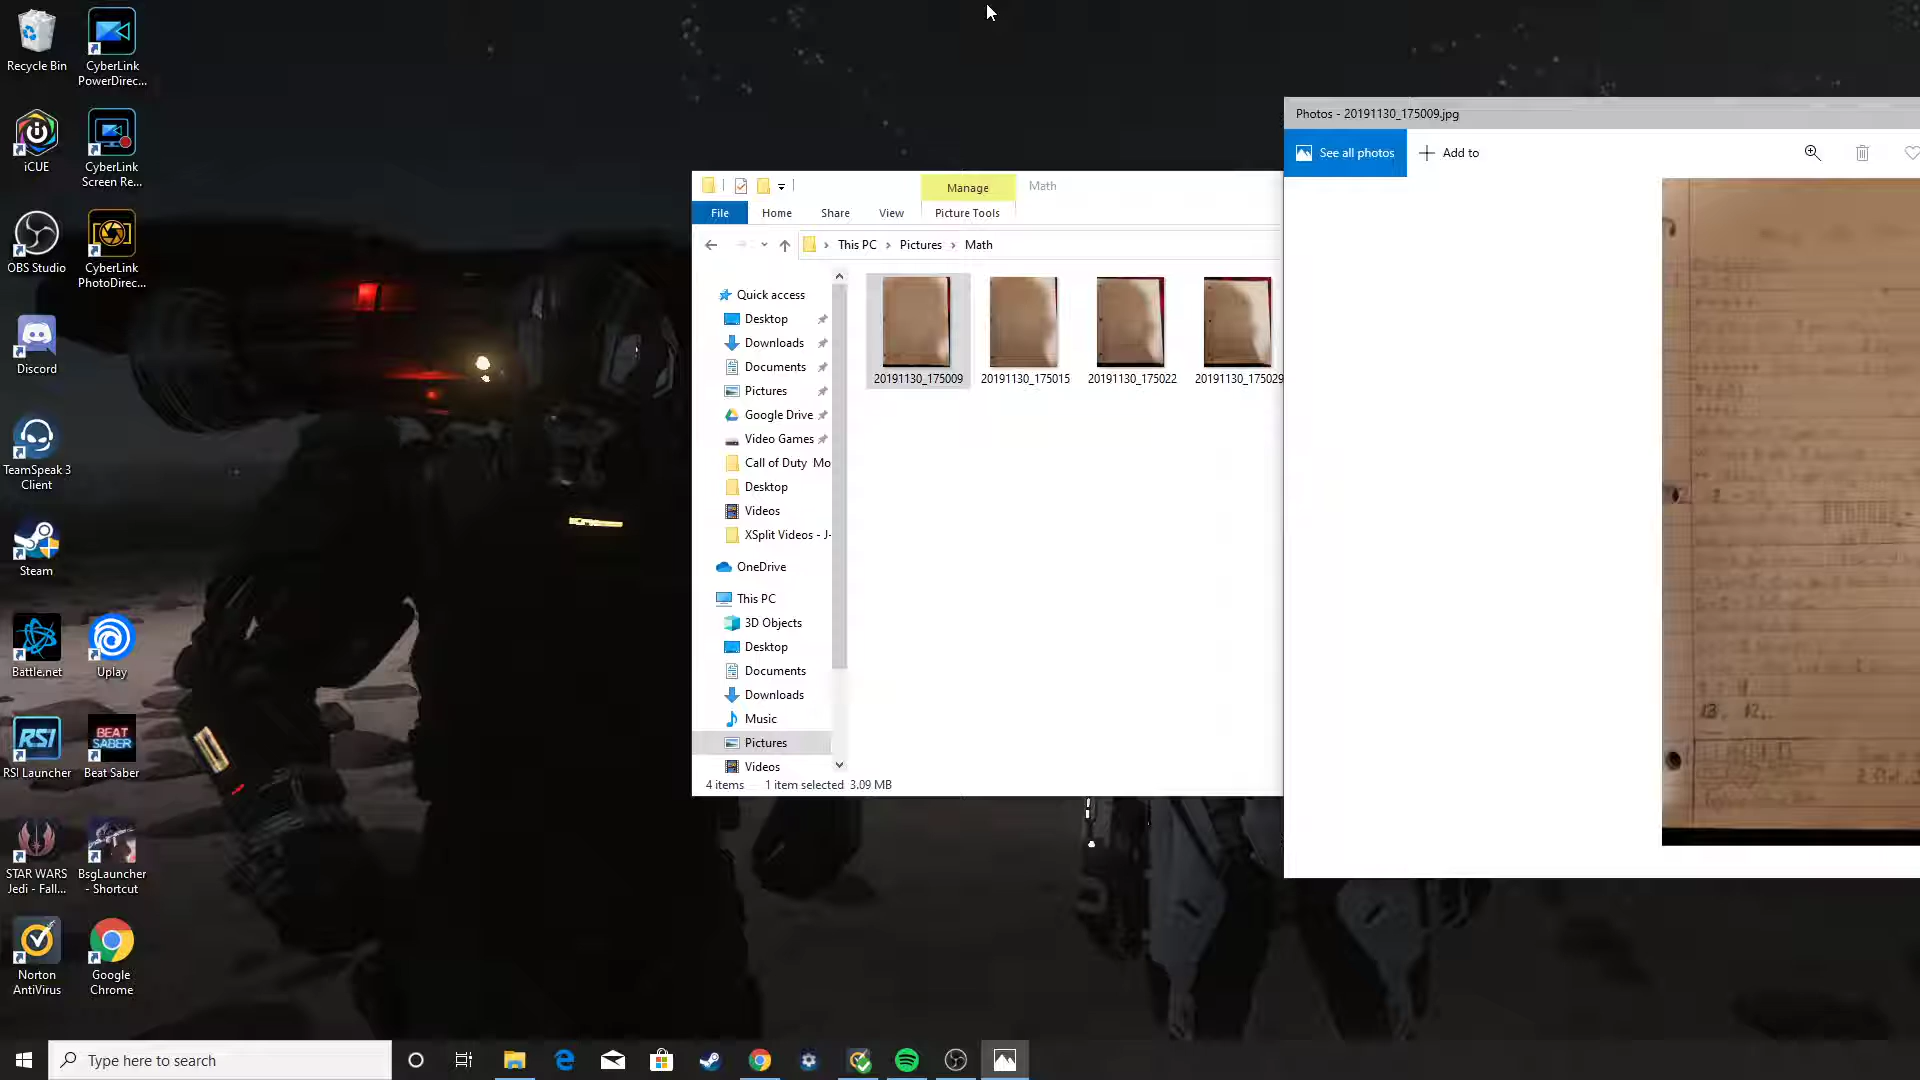 Recycle Bin
CyberLink
PowerDirec...
iCUE
CyberLink
Screen Re...
OBS Studio
CyberLink
PhotoDirec...
Discord
TeamSpeak 3
Client
Steam
Battle.net
Uplay
RSI
RSI Launcher
BEAT
SABER
Beat Saber
STAR WARS
Jedi - Fall...
BsgLauncher
- Shortcut
Norton
AntiVirus
Google
Chrome
Manage
Math
File
Home
Share
View
Picture Tools
This PC
Pictures
Math
Quick access
Desktop
Downloads
Documents
Pictures
Google Drive
Video Games
Call of Duty Mo
Desktop
Videos
XSplit Videos - J-
OneDrive
This PC
3D Objects
Desktop
Documents
Downloads
Music
Pictures
Videos
20191130_175009
20191130_175015
20191130_175022
20191130_175029
4 items
1 item selected 3.09 MB
Photos - 20191130_175009.jpg
See all photos
Add to
Type here to search